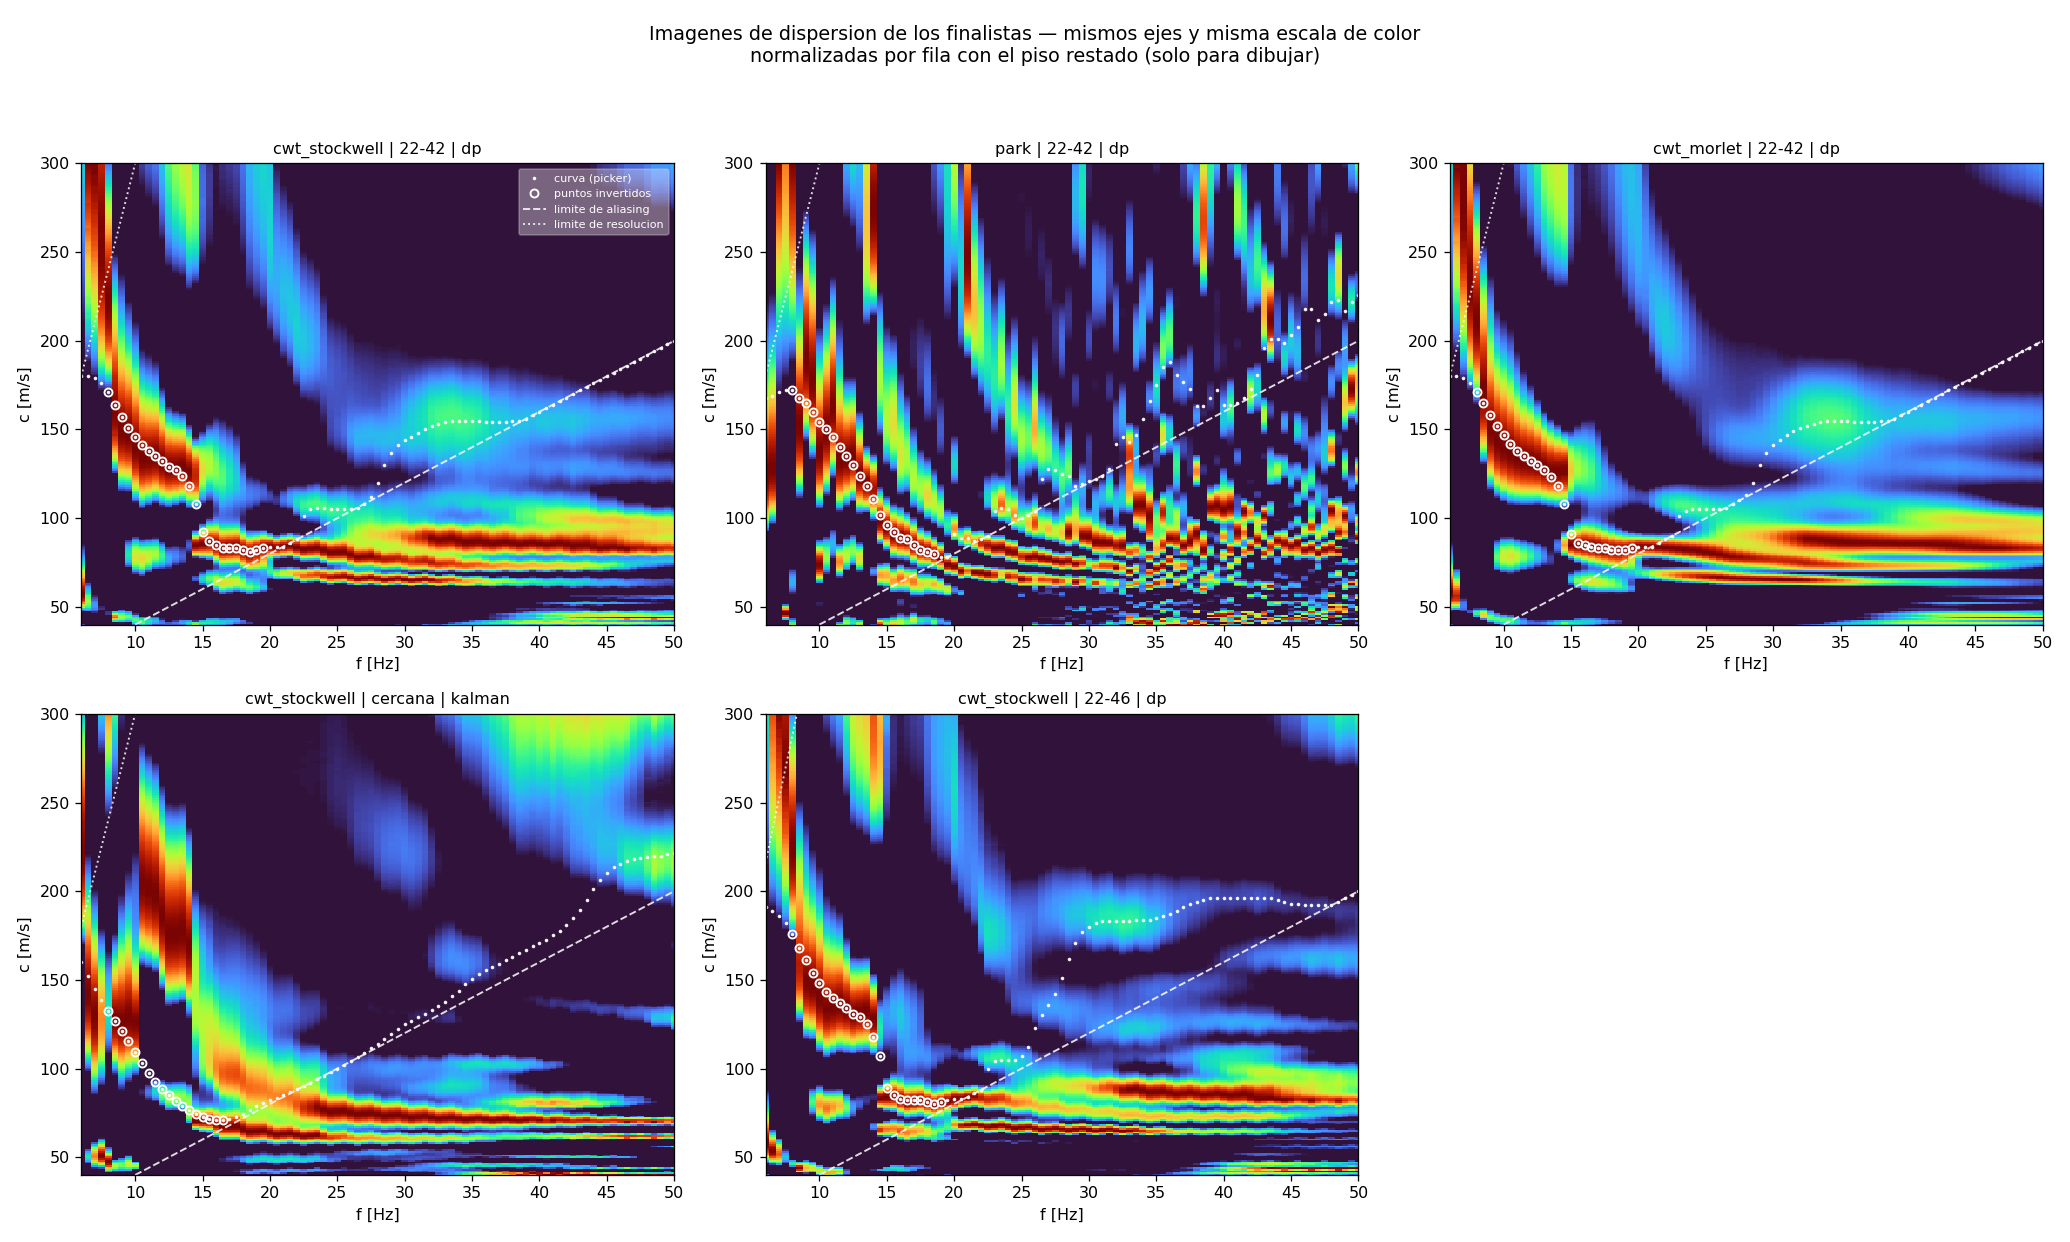 Imagenes de dispersion de los finalistas — mismos ejes y misma escala de color
normalizadas por fila con el piso restado (solo para dibujar)
cwt_stockwell | 22-42 | dp
300
250
200
150
100
50
c [m/s]
10 15 20 25 30 35 40 45 50
f [Hz]
curva (picker)
puntos invertidos
limite de aliasing
limite de resolucion
park | 22-42 | dp
300
250
200
150
100
50
c [m/s]
10 15 20 25 30 35 40 45 50
f [Hz]
cwt_morlet | 22-42 | dp
300
250
200
150
100
50
c [m/s]
10 15 20 25 30 35 40 45 50
f [Hz]
cwt_stockwell | cercana | kalman
300
250
200
150
100
50
c [m/s]
10 15 20 25 30 35 40 45 50
f [Hz]
cwt_stockwell | 22-46 | dp
300
250
200
150
100
50
c [m/s]
10 15 20 25 30 35 40 45 50
f [Hz]